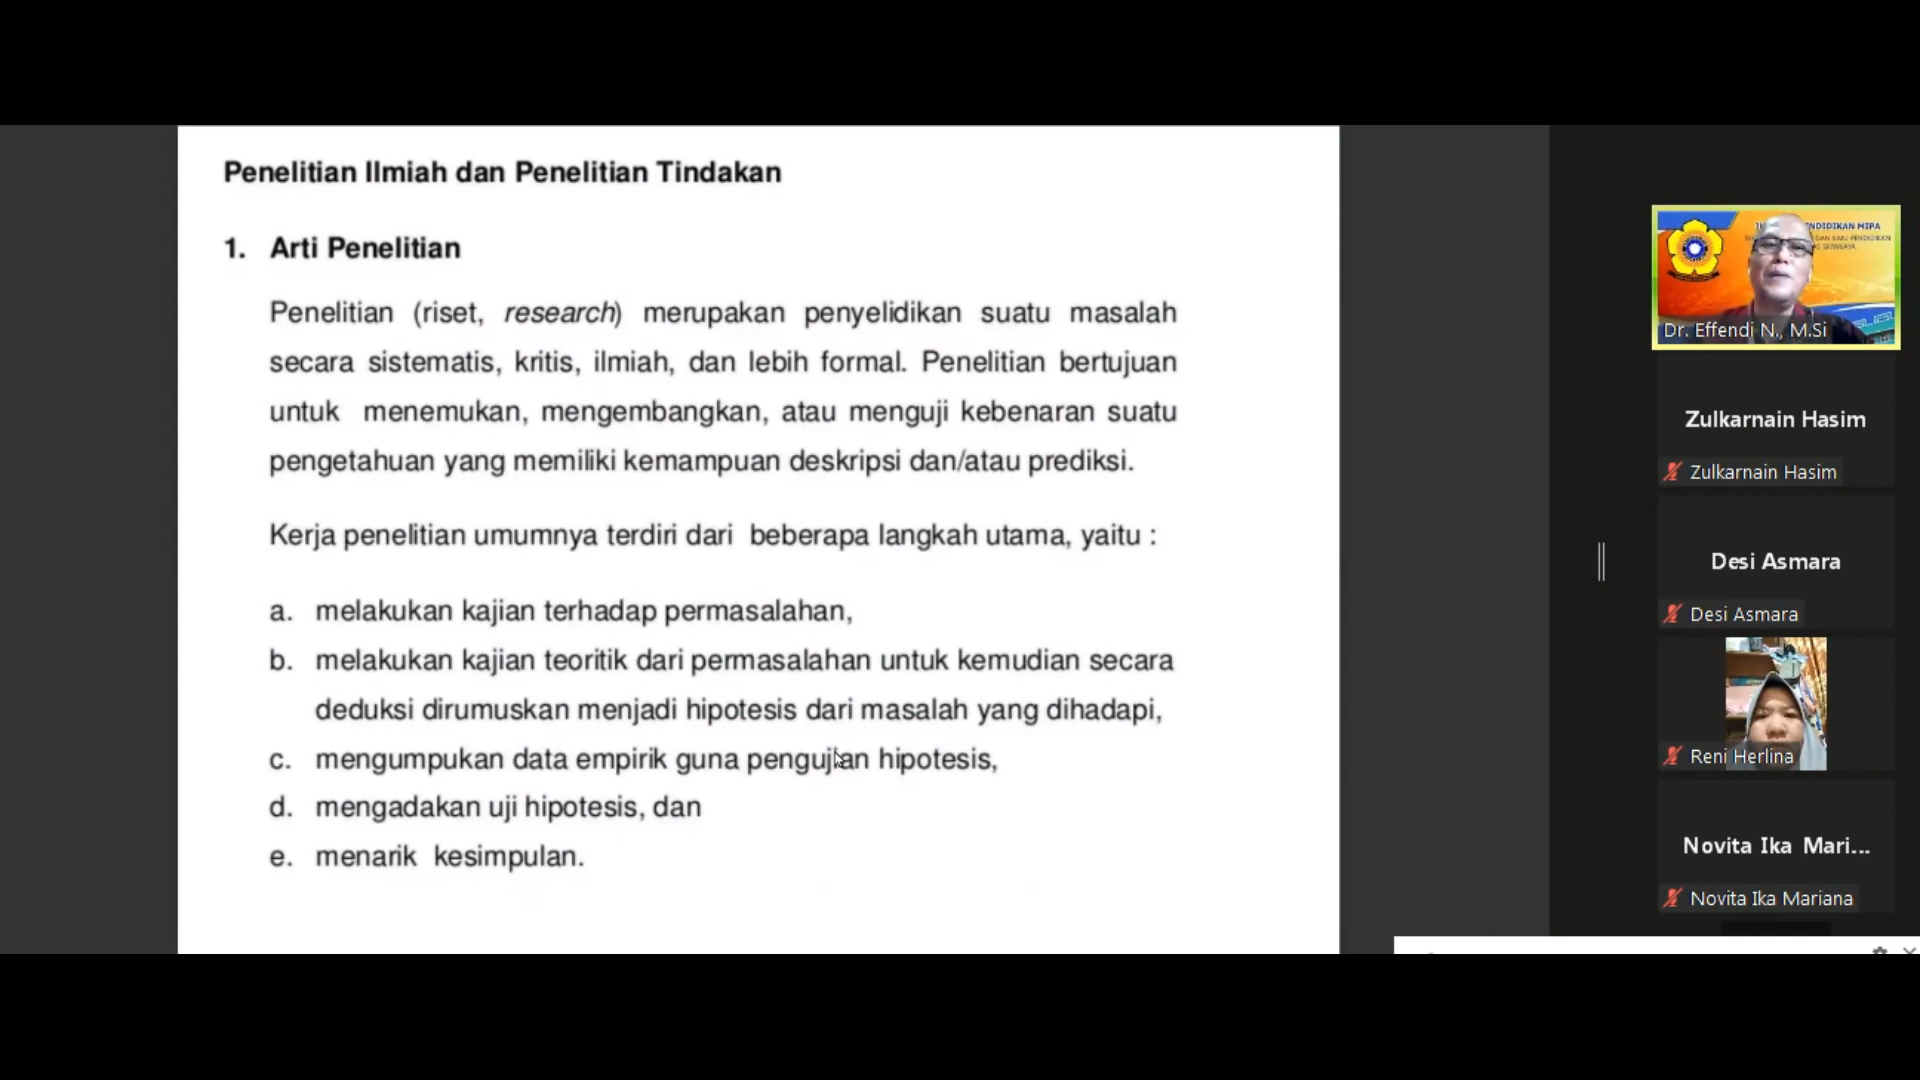 Penelitian Ilmiah dan Penelitian Tindakan
1. Arti Penelitian
Penelitian (riset, research) merupakan penyelidikan suatu masalah
secara sistematis, kritis, ilmiah, dan lebih formal. Penelitian bertujuan
untuk menemukan, mengembangkan, atau menguji kebenaran suatu
pengetahuan yang memiliki kemampuan deskripsi dan/atau prediksi.
Kerja penelitian umumnya terdiri dari beberapa langkah utama, yaitu :
a. melakukan kajian terhadap permasalahan,
b. melakukan kajian teoritik dari permasalahan untuk kemudian secara
deduksi dirumuskan menjadi hipotesis dari masalah yang dihadapi,
c. mengumpukan data empirik guna pengujian hipotesis,
d. mengadakan uji hipotesis, dan
e. menarik kesimpulan.
NDIDIKAN MIPA
DAN ILMU PENDIDIKAN
Dr. Effendi N., M.Si
Zulkarnain Hasim
Zulkarnain Hasim
Desi Asmara
Desi Asmara
Reni Herlina
Novita Ika Mari...
Novita Ika Mariana